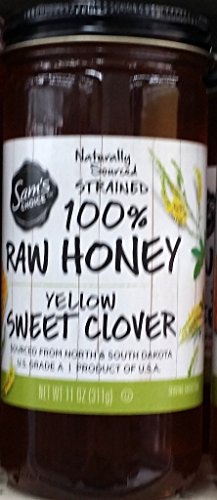 Sam's
CHOICE
Naturally
Sourced
STRAINED
100%
RAW HONEY
YELLOW
SWEET CLOVER
SOURCED FROM NORTH & SOUTH DAKOTA
U.S. GRADE A | PRODUCT OF U.S.A.
NET WT 11 OZ (311g)